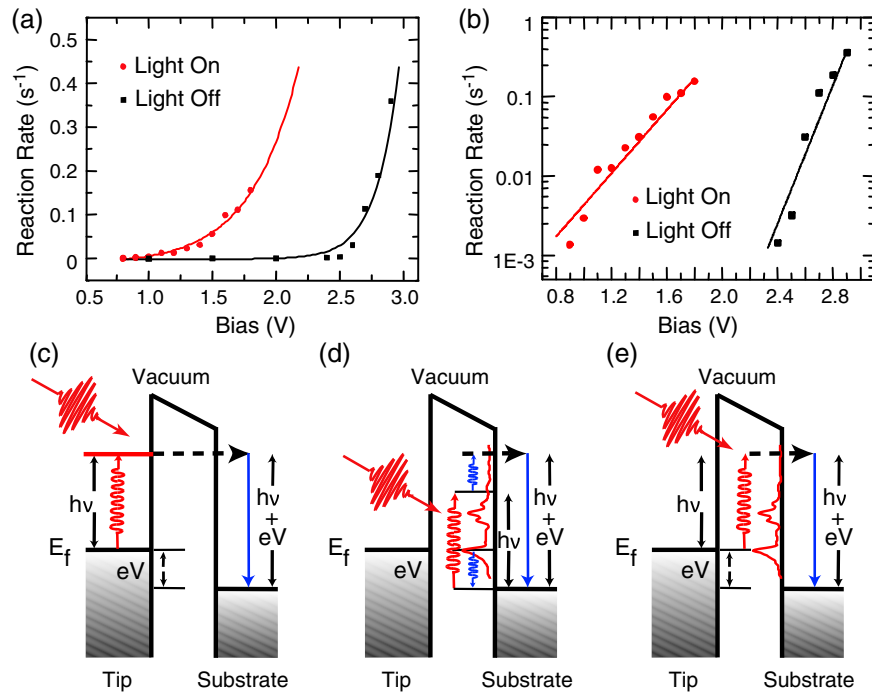 (a)
0.5
0.4
0.3
0.2
0.1
0
Reaction Rate (s⁻¹)
Light On
Light Off
0.5 1.0 1.5 2.0 2.5 3.0
Bias (V)
(b)
1
0.1
0.01
1E-3
Reaction Rate (s⁻¹)
Light On
Light Off
0.8 1.2 1.6 2.0 2.4 2.8
Bias (V)
(c)
Vacuum
hν
hν
+
eV
E_f
eV
Tip Substrate
(d)
Vacuum
hν
hν
+
eV
E_f
Tip Substrate
(e)
Vacuum
hν
hν
+
eV
E_f
eV
Tip Substrate